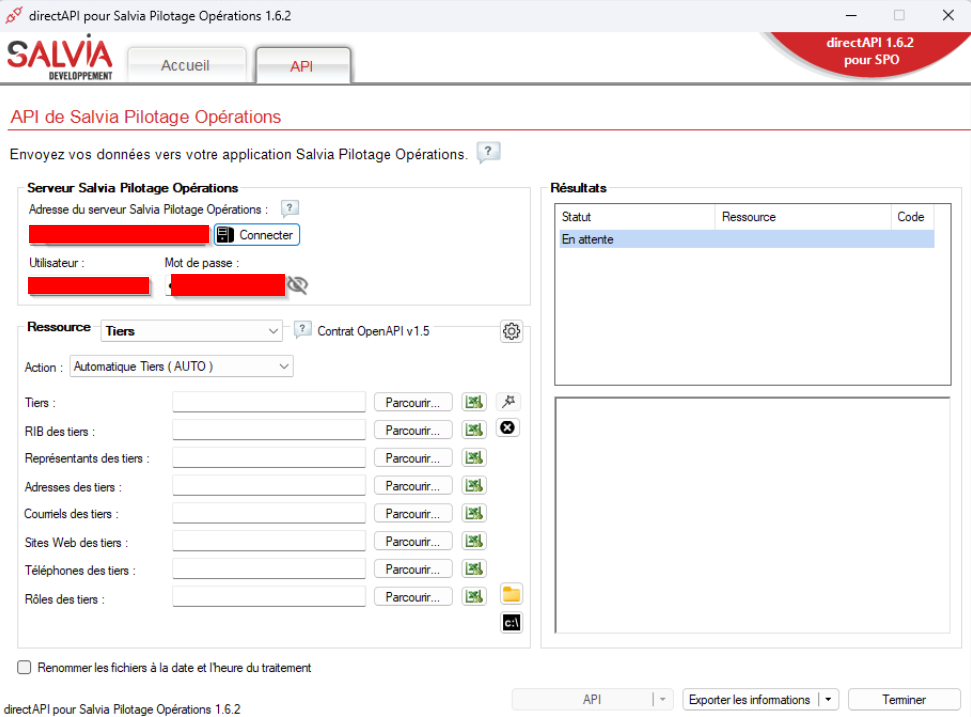 directAPI pour Salvia Pilotage Opérations 1.6.2
SALVIA
DEVELOPPEMENT
Accueil
API
directAPI 1.6.2
pour SPO
API de Salvia Pilotage Opérations
Envoyez vos données vers votre application Salvia Pilotage Opérations. ?
Serveur Salvia Pilotage Opérations
Adresse du serveur Salvia Pilotage Opérations : ?
Connecter
Utilisateur : Mot de passe :
Ressource Tiers ? Contrat OpenAPI v1.5
Action : Automatique Tiers ( AUTO )
Tiers : Parcourir...
RIB des tiers : Parcourir...
Représentants des tiers : Parcourir...
Adresses des tiers : Parcourir...
Courriels des tiers : Parcourir...
Sites Web des tiers : Parcourir...
Téléphones des tiers : Parcourir...
Rôles des tiers : Parcourir...
c:\
Résultats
Statut Ressource Code
En attente
Renommer les fichiers à la date et l'heure du traitement
API Exporter les informations Terminer
directAPI pour Salvia Pilotage Opérations 1.6.2